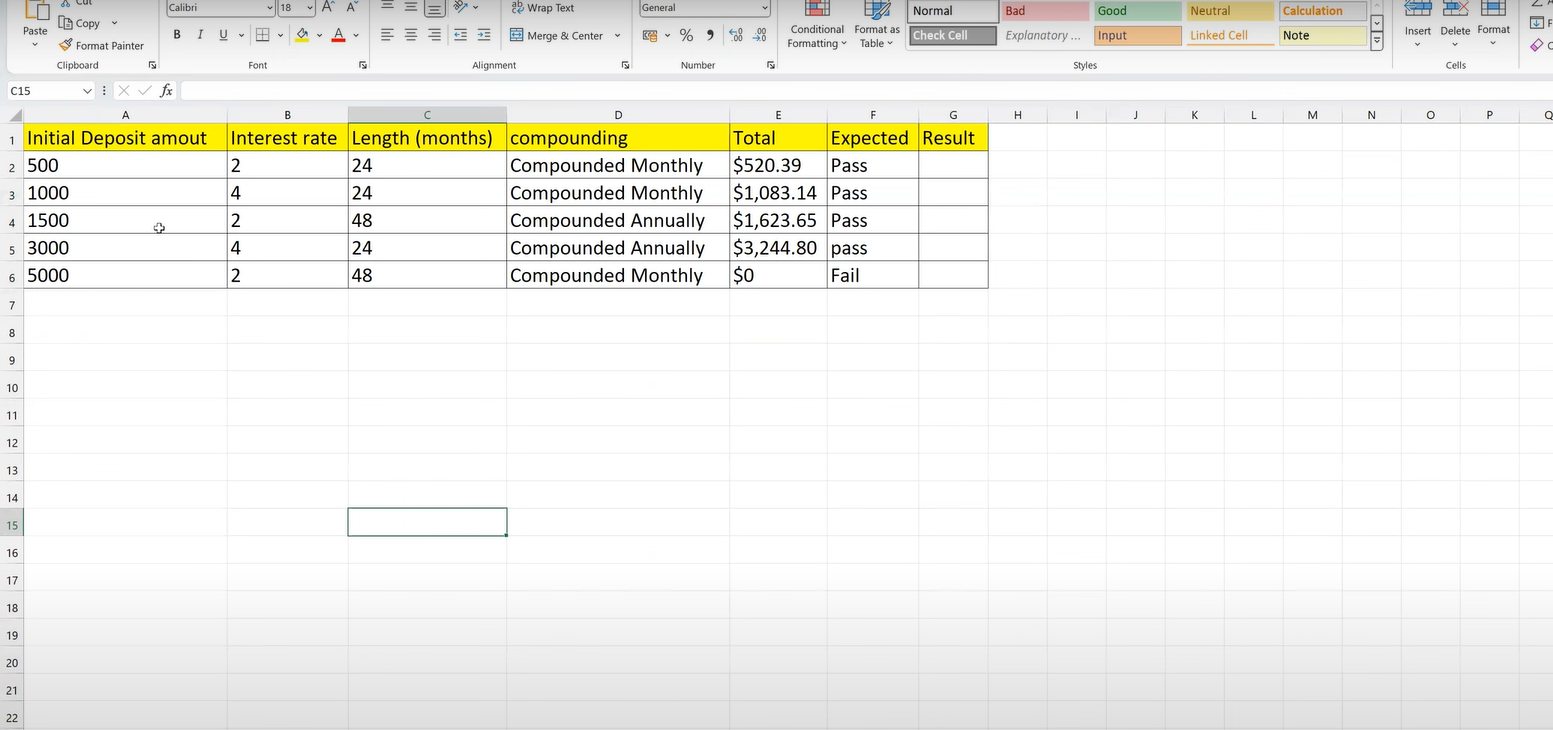 Cut
Calibri 18 A A
Wrap Text
General
Normal Bad Good Neutral Calculation
Paste
Copy
Format Painter
B I U A
Merge & Center
% 9 .00 .00
Conditional Formatting
Format as Table
Check Cell Explanatory ... Input Linked Cell Note
Insert Delete Format
Clipboard Font Alignment Number Styles Cells
C15 fx
A B C D E F G H I J K L M N O P Q
1 Initial Deposit amout Interest rate Length (months) compounding Total Expected Result
2 500 2 24 Compounded Monthly $520.39 Pass
3 1000 4 24 Compounded Monthly $1,083.14 Pass
4 1500 2 48 Compounded Annually $1,623.65 Pass
5 3000 4 24 Compounded Annually $3,244.80 pass
6 5000 2 48 Compounded Monthly $0 Fail
7
8
9
10
11
12
13
14
15
16
17
18
19
20
21
22